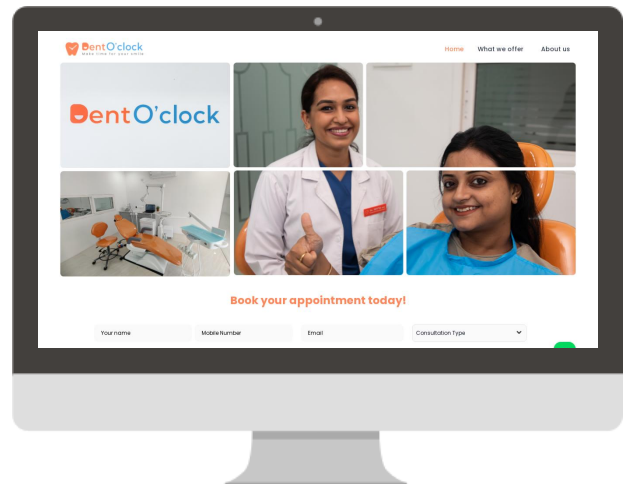 DentO'clock
Make time for your smile
Home What we offer About us
DentO'clock
Book your appointment today!
Your name Mobile Number Email Consultation Type